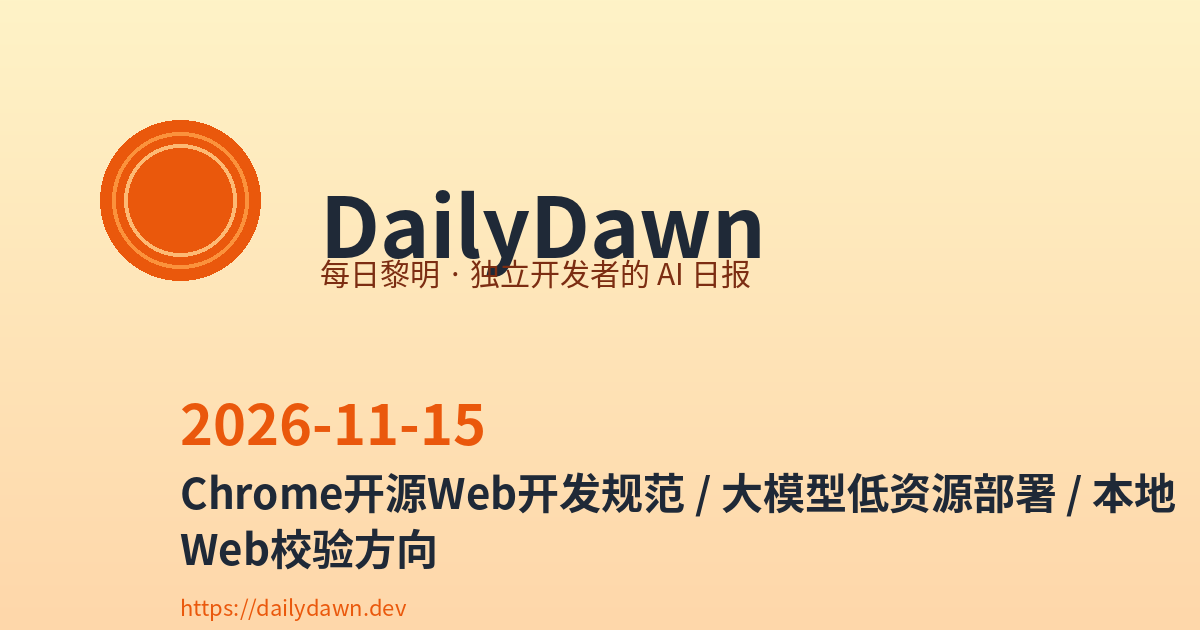 DailyDawn
每日黎明 · 独立开发者的 AI 日报
2026-11-15
Chrome开源Web开发规范 / 大模型低资源部署 / 本地
Web校验方向
https://dailydawn.dev